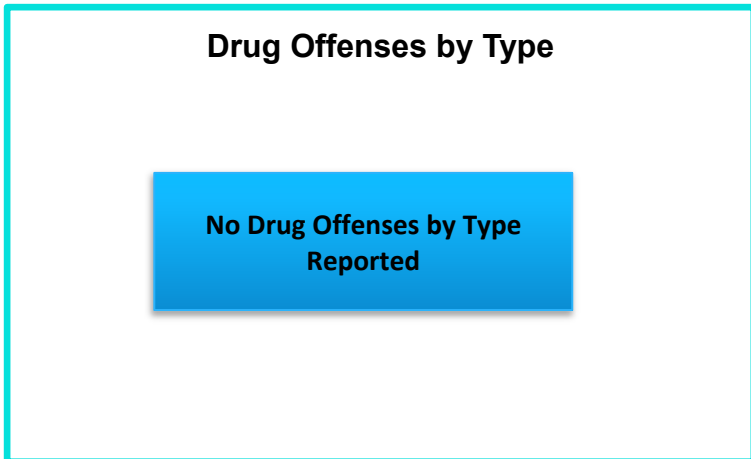 Drug Offenses by Type
No Drug Offenses by Type
Reported